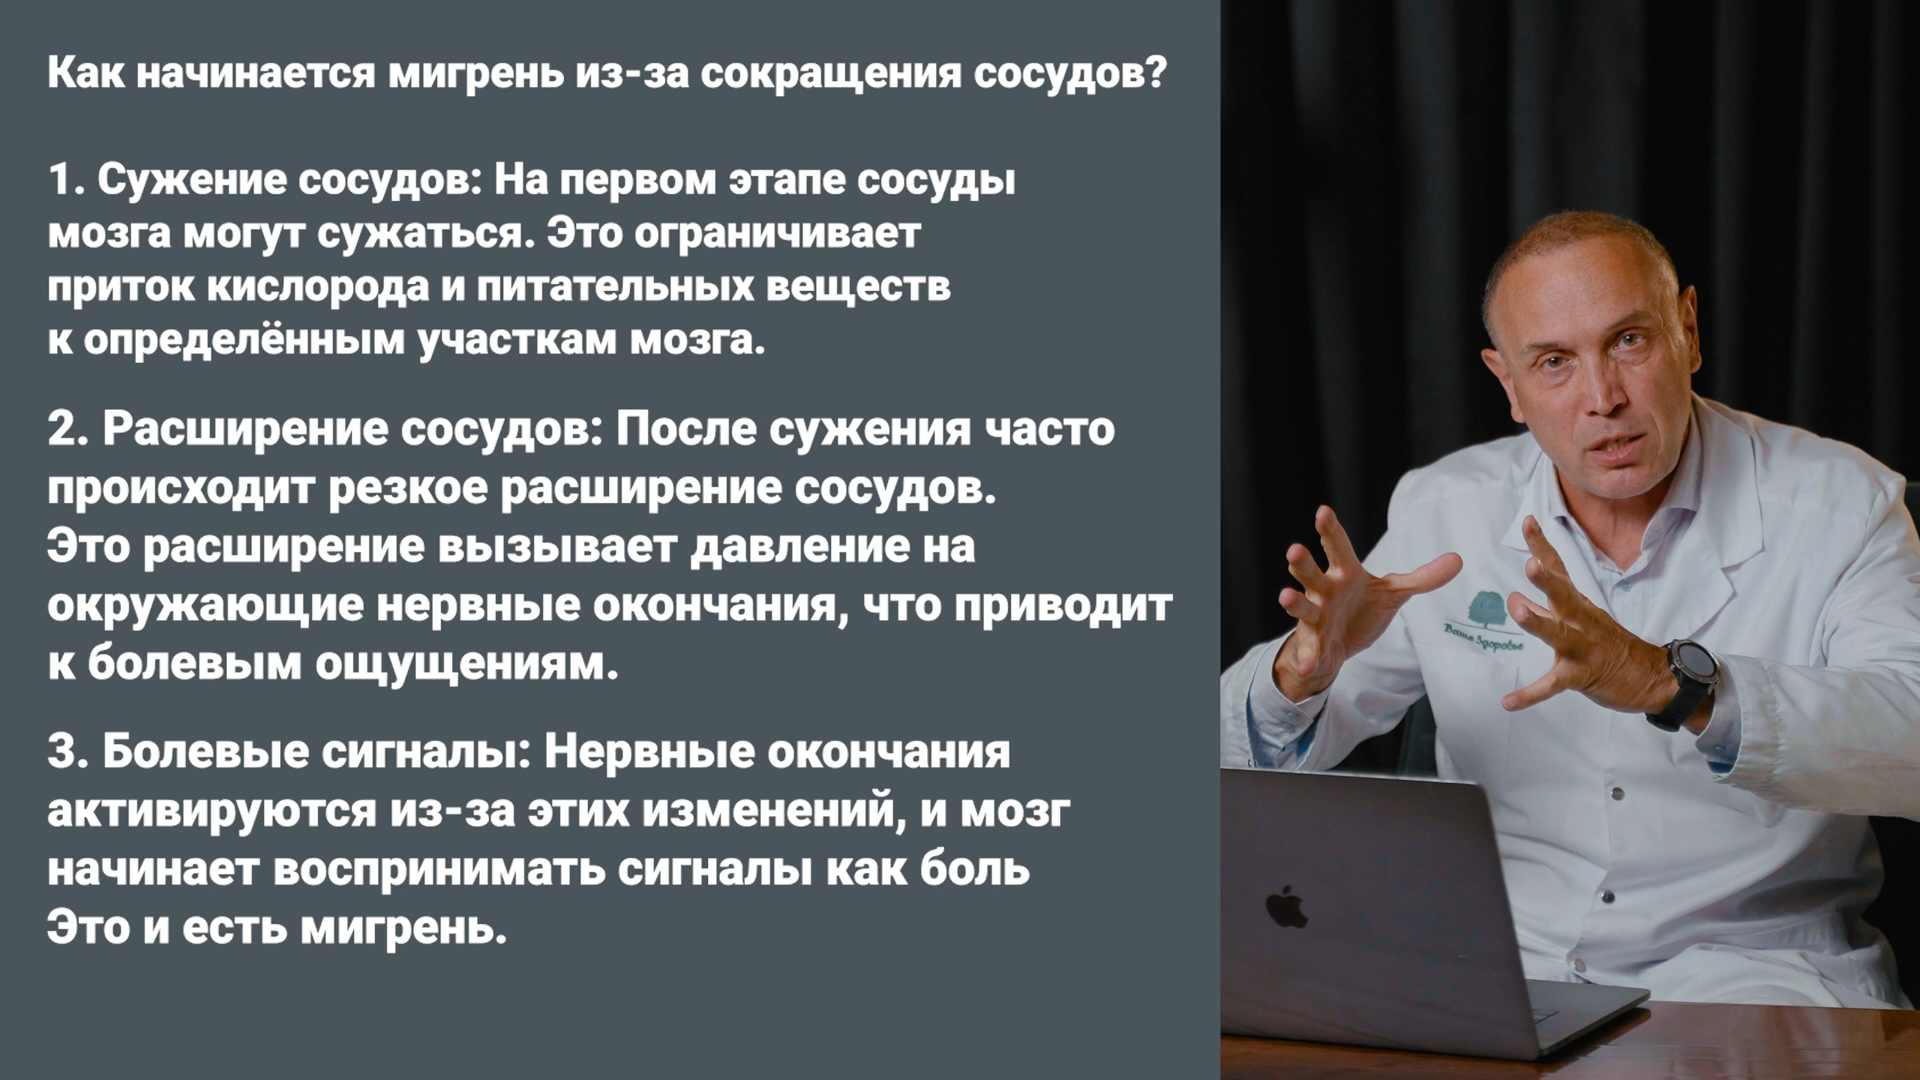 Как начинается мигрень из-за сокращения сосудов?
1. Сужение сосудов: На первом этапе сосуды
мозга могут сужаться. Это ограничивает
приток кислорода и питательных веществ
к определённым участкам мозга.
2. Расширение сосудов: После сужения часто
происходит резкое расширение сосудов.
Это расширение вызывает давление на
окружающие нервные окончания, что приводит
к болевым ощущениям.
3. Болевые сигналы: Нервные окончания
активируются из-за этих изменений, и мозг
начинает воспринимать сигналы как боль
Это и есть мигрень.
Ваше Здоровье